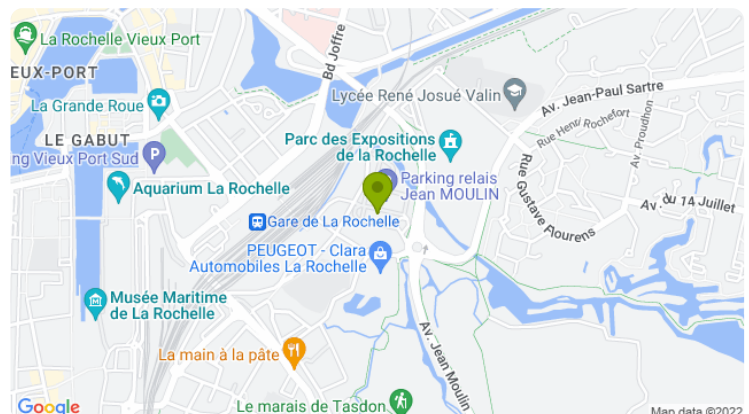 La Rochelle Vieux Port
EUX-PORT
Bd Joffre
La Grande Roue
Lycée René Josué Valin
Av. Jean-Paul Sartre
Rue Henri Rochefort
Av. Proudhon
LE GABUT
ng Vieux Port Sud
P
Parc des Expositions
de la Rochelle
Parking relais
Jean MOULIN
Aquarium La Rochelle
Rue Gustave Flourens
Av. du 14 Juillet
Gare de La Rochelle
PEUGEOT - Clara
Automobiles La Rochelle
Musée Maritime
de La Rochelle
La main à la pâte
Av. Jean Moulin
Le marais de Tasdon
Google
Map data ©2022